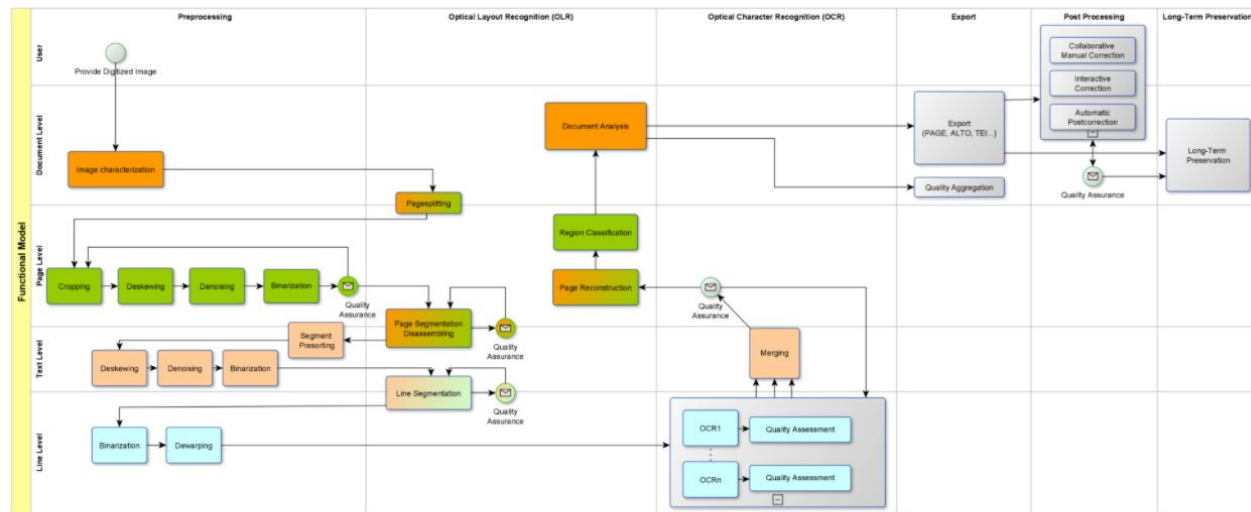 Preprocessing
Optical Layout Recognition (OLR)
Optical Character Recognition (OCR)
Export
Post Processing
Long-Term Preservation
Functional Model
User
Provide Digitized Image
Collaborative
Manual Correction
Interactive
Correction
Automatic
Postcorrection
Document Level
Image characterization
Pagesplitting
Document Analysis
Export
(PAGE, ALTO, TEI...)
Quality Aggregation
Quality Assurance
Long-Term
Preservation
Page Level
Cropping
Deskewing
Denoising
Binarization
Quality
Assurance
Page Segmentation
Disassembling
Quality
Assurance
Region Classification
Page Reconstruction
Quality
Assurance
Text Level
Segment
Presorting
Deskewing
Denoising
Binarization
Line Segmentation
Quality
Assurance
Merging
Line Level
Binarization
Dewarping
OCR1
Quality Assessment
OCRn
Quality Assessment